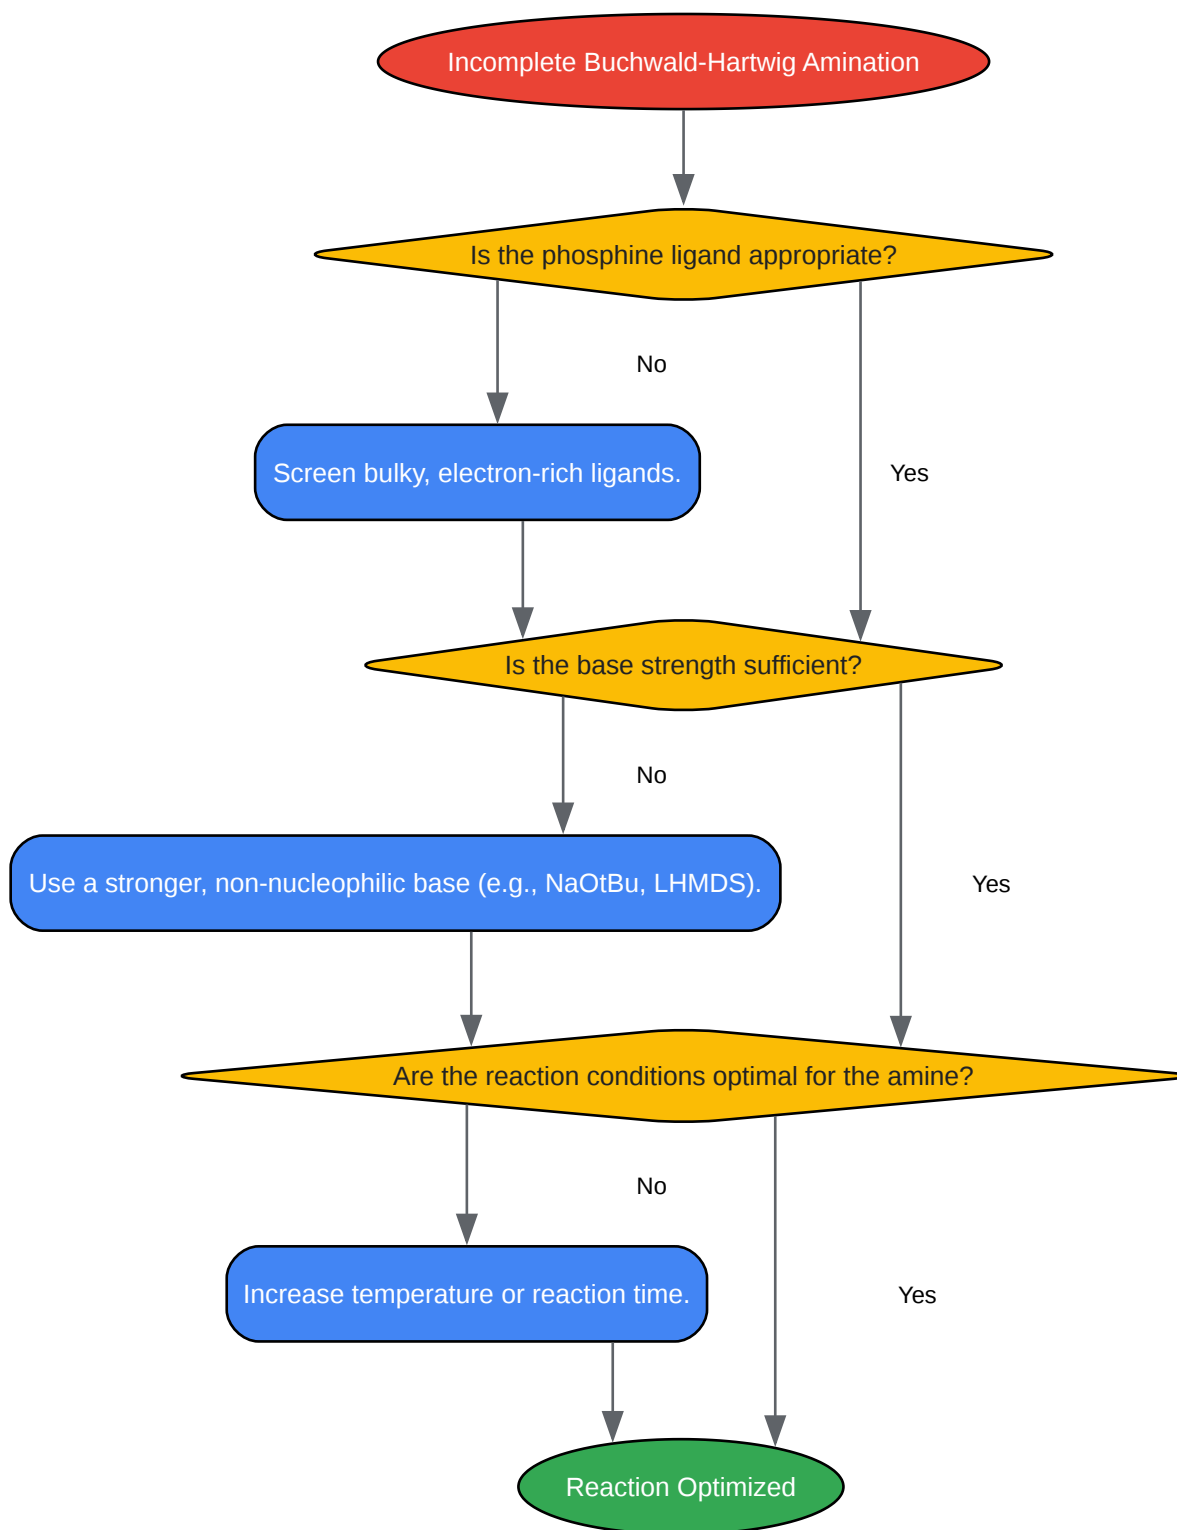 Incomplete Buchwald-Hartwig Amination
Is the phosphine ligand appropriate?
No
Screen bulky, electron-rich ligands.
Yes
Is the base strength sufficient?
No
Use a stronger, non-nucleophilic base (e.g., NaOtBu, LHMDS).
Yes
Are the reaction conditions optimal for the amine?
No
Increase temperature or reaction time.
Yes
Reaction Optimized